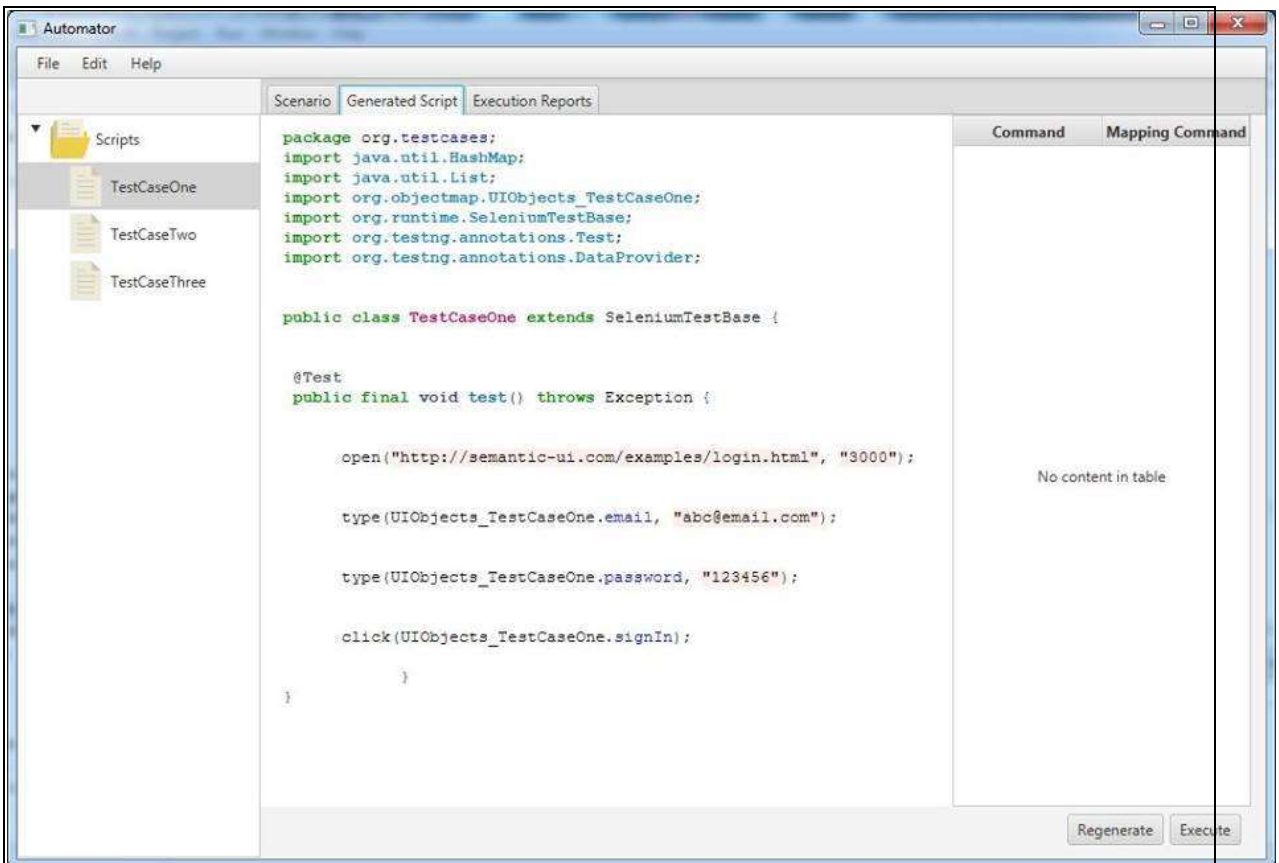 Automator
File Edit Help
Scenario Generated Script Execution Reports
Scripts
TestCaseOne
TestCaseTwo
TestCaseThree
package org.testcases;
import java.util.HashMap;
import java.util.List;
import org.objectmap.UIObjects_TestCaseOne;
import org.runtime.SeleniumTestBase;
import org.testng.annotations.Test;
import org.testng.annotations.DataProvider;
public class TestCaseOne extends SeleniumTestBase {
@Test
public final void test() throws Exception {
open("http://semantic-ui.com/examples/login.html", "3000");
type(UIObjects_TestCaseOne.email, "abc@email.com");
type(UIObjects_TestCaseOne.password, "123456");
click(UIObjects_TestCaseOne.signIn);
}
}
Command Mapping Command
No content in table
Regenerate Execute